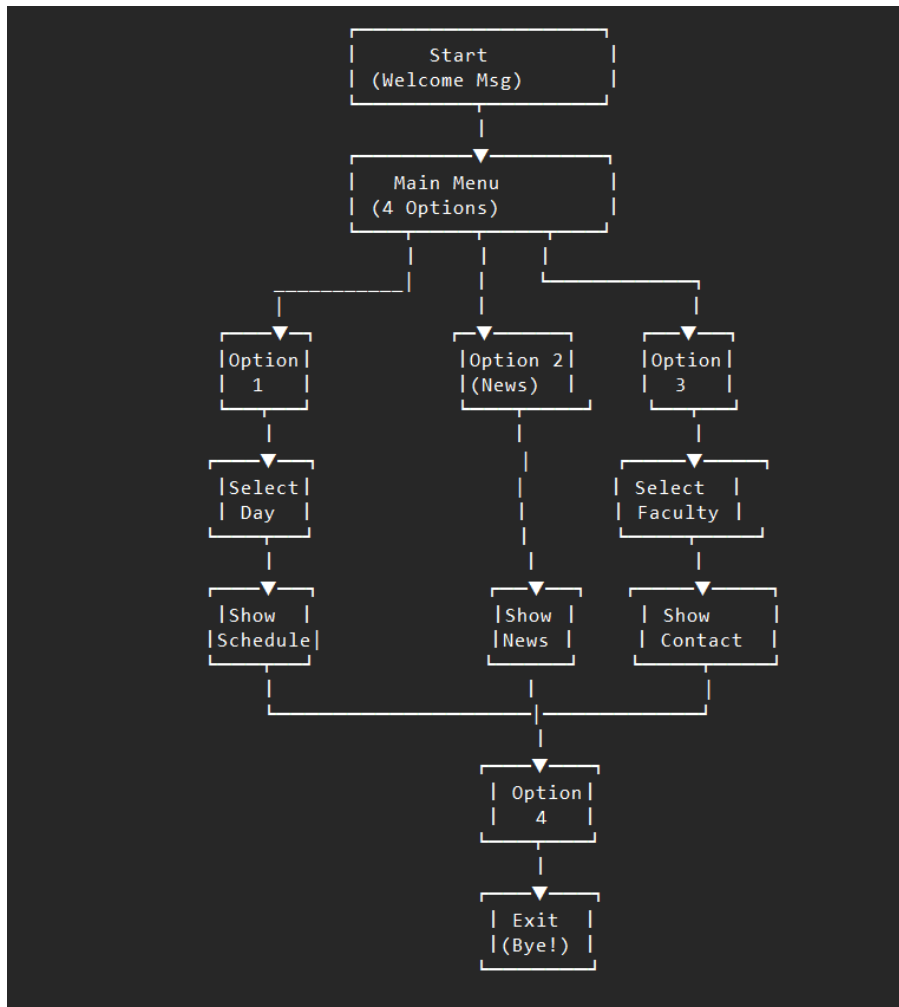 Start
(Welcome Msg)
Main Menu
(4 Options)
Option
1
Option 2
(News)
Option
3
Select
Day
Select
Faculty
Show
Schedule
Show
News
Show
Contact
Option
4
Exit
(Bye!)